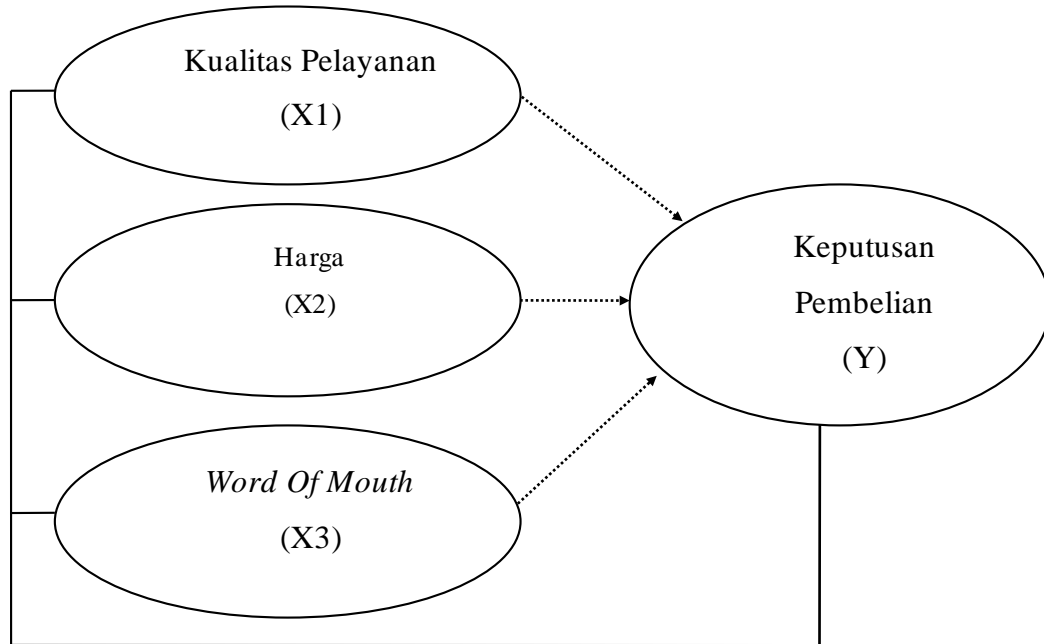 Kualitas Pelayanan
(X1)
Harga
(X2)
Word Of Mouth
(X3)
Keputusan
Pembelian
(Y)